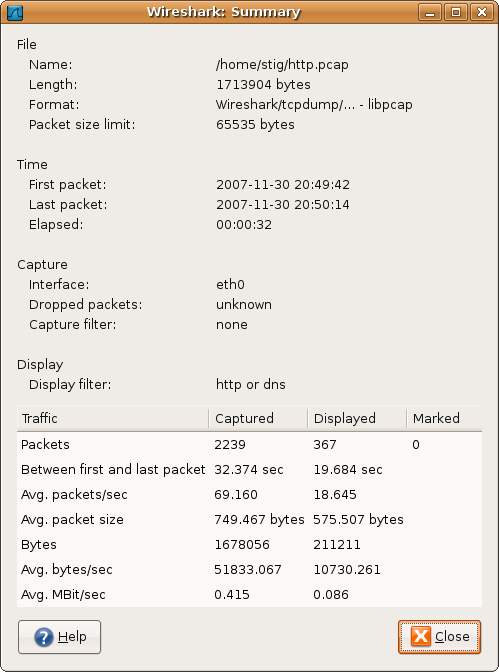 Wireshark: Summary
File
Name: /home/stig/http.pcap
Length: 1713904 bytes
Format: Wireshark/tcpdump/... - libpcap
Packet size limit: 65535 bytes
Time
First packet: 2007-11-30 20:49:42
Last packet: 2007-11-30 20:50:14
Elapsed: 00:00:32
Capture
Interface: eth0
Dropped packets: unknown
Capture filter: none
Display
Display filter: http or dns
Traffic Captured Displayed Marked
Packets 2239 367 0
Between first and last packet 32.374 sec 19.684 sec
Avg. packets/sec 69.160 18.645
Avg. packet size 749.467 bytes 575.507 bytes
Bytes 1678056 211211
Avg. bytes/sec 51833.067 10730.261
Avg. MBit/sec 0.415 0.086
Help Close